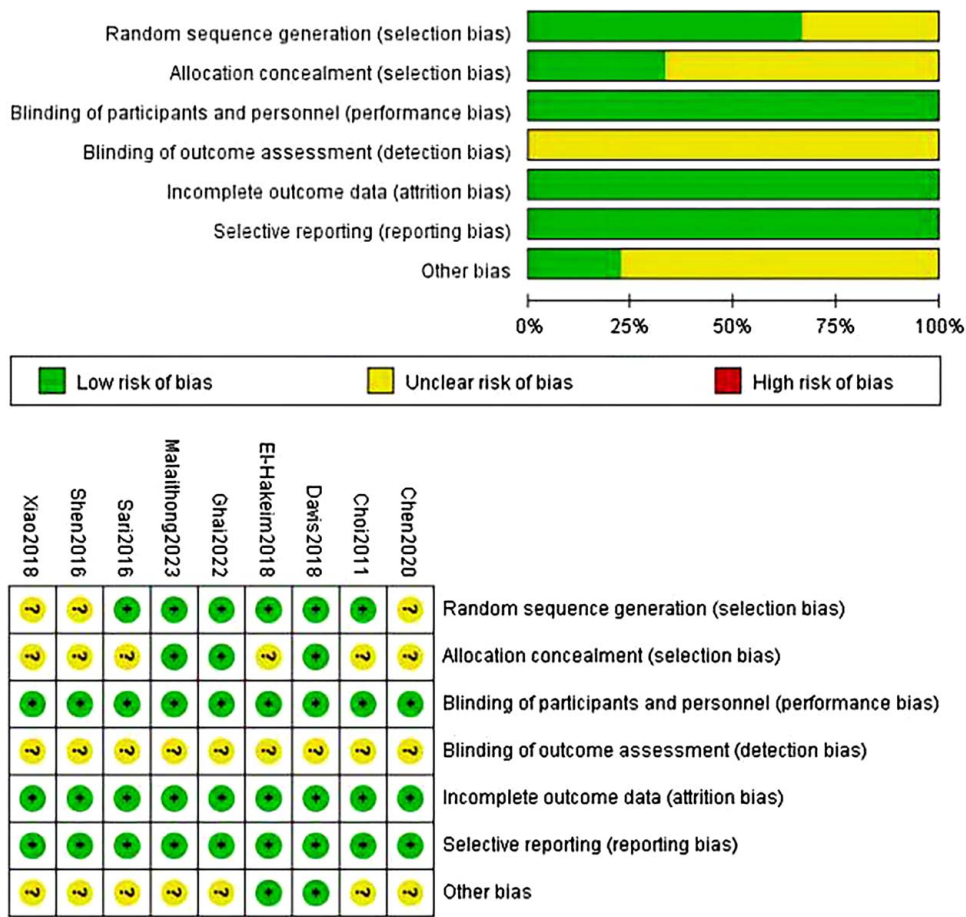 Random sequence generation (selection bias)
Allocation concealment (selection bias)
Blinding of participants and personnel (performance bias)
Blinding of outcome assessment (detection bias)
Incomplete outcome data (attrition bias)
Selective reporting (reporting bias)
Other bias
0% 25% 50% 75% 100%
Low risk of bias Unclear risk of bias High risk of bias
Xiao2018 Shen2016 Sari2016 Malaithong2023 Ghai2022 El-Hakeim2018 Davis2018 Choi2011 Chen2020
? ? + + + + + + ? Random sequence generation (selection bias)
? ? ? + + ? + ? ? Allocation concealment (selection bias)
+ + + + + + + + + Blinding of participants and personnel (performance bias)
? ? ? ? ? ? ? ? ? Blinding of outcome assessment (detection bias)
+ + + + + + + + + Incomplete outcome data (attrition bias)
+ + + + + + + + + Selective reporting (reporting bias)
? ? ? ? ? + + ? ? Other bias